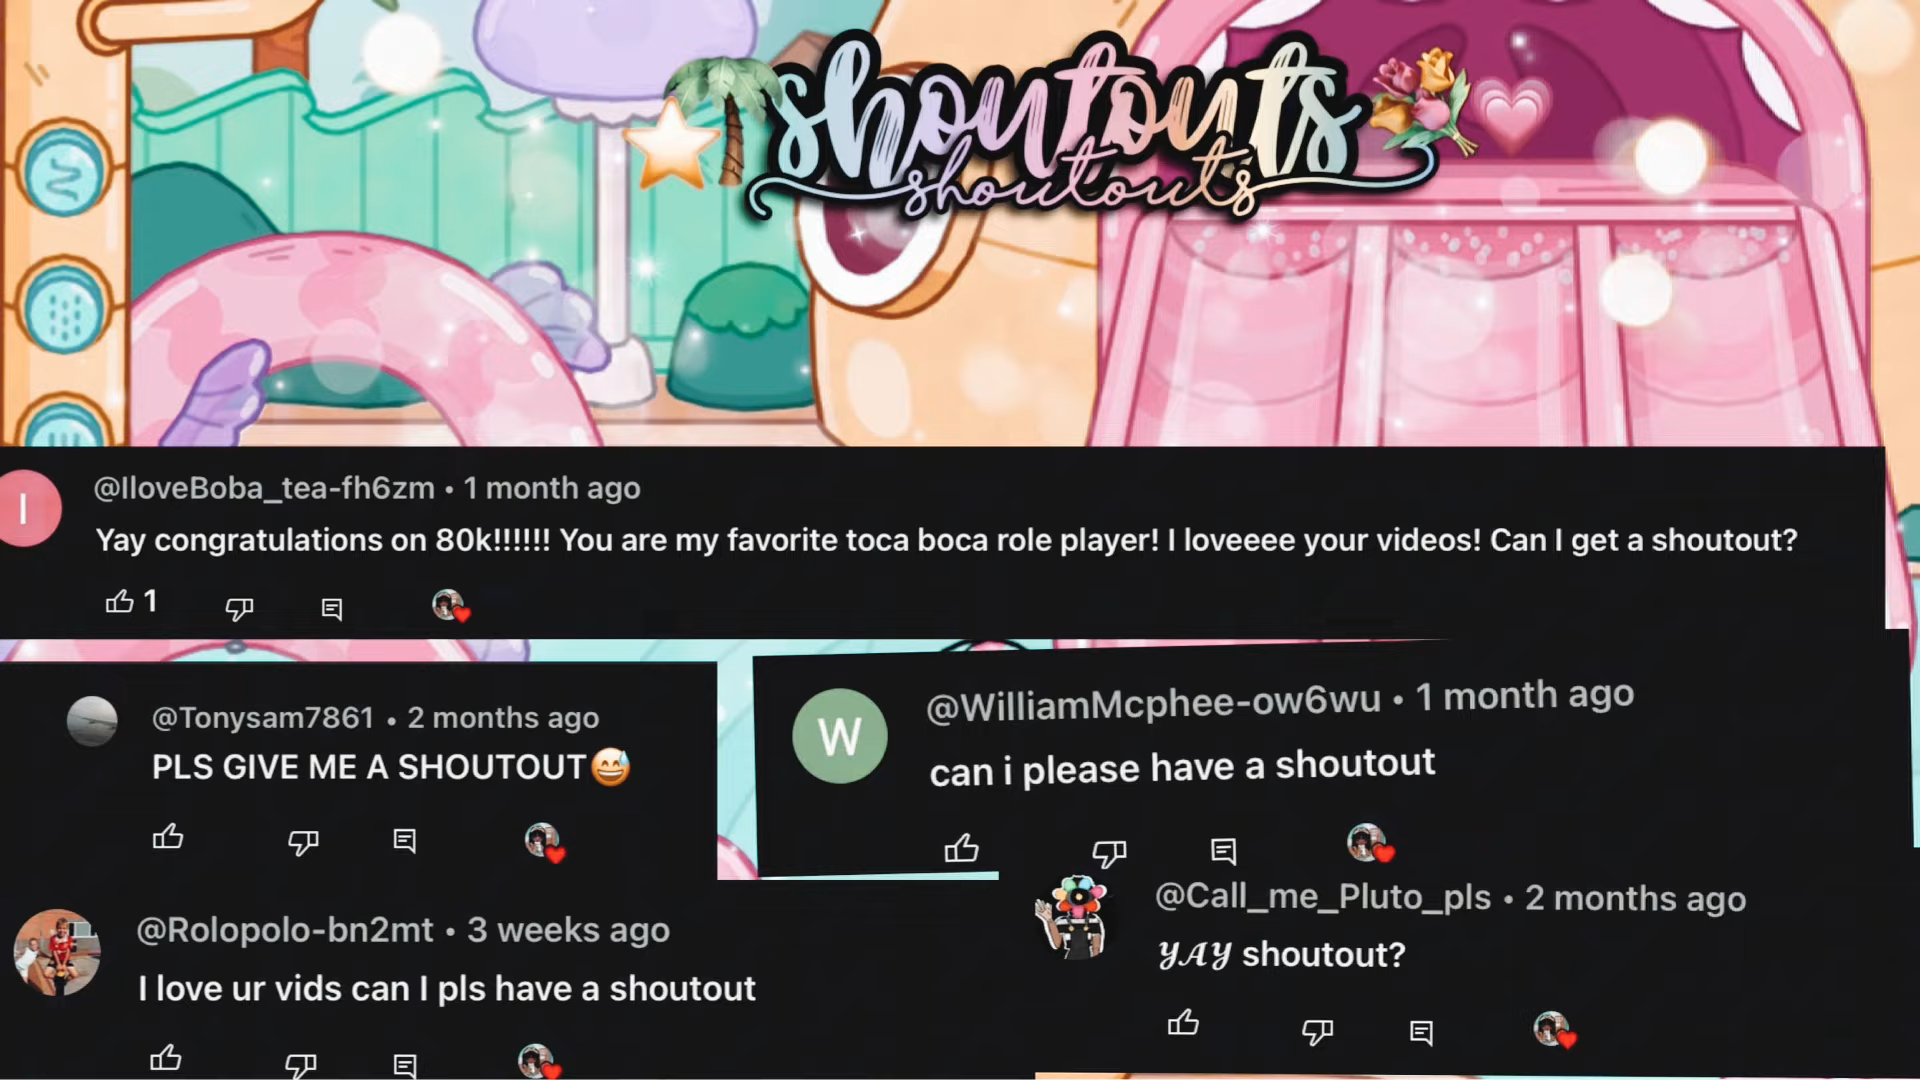 shoutouts
shoutouts
I
@IloveBoba_tea-fh6zm • 1 month ago
Yay congratulations on 80k!!!!!! You are my favorite toca boca role player! I loveeee your videos! Can I get a shoutout?
1
@Tonysam7861 • 2 months ago
PLS GIVE ME A SHOUTOUT😅
W
@WilliamMcphee-ow6wu • 1 month ago
can i please have a shoutout
@Rolopolo-bn2mt • 3 weeks ago
I love ur vids can I pls have a shoutout
@Call_me_Pluto_pls • 2 months ago
𝓨𝓐𝓨 shoutout?